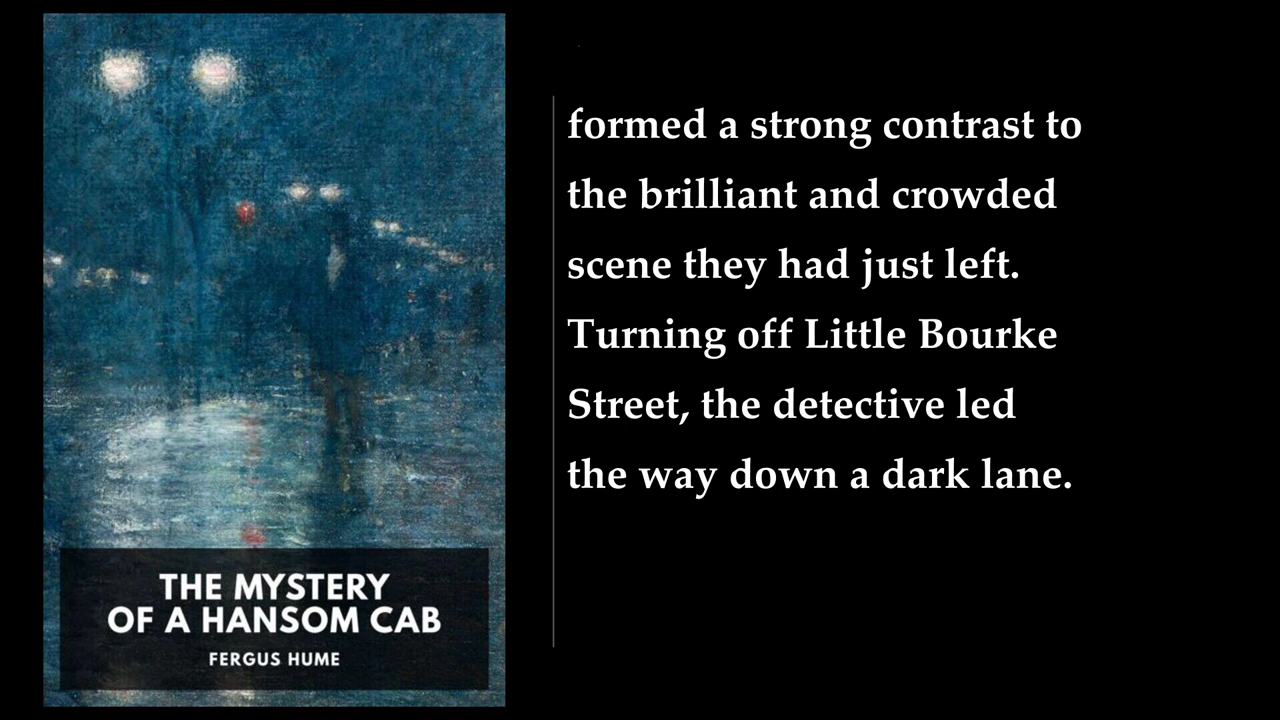 formed a strong contrast to
the brilliant and crowded
scene they had just left.
Turning off Little Bourke
Street, the detective led
the way down a dark lane.
THE MYSTERY
OF A HANSOM CAB
FERGUS HUME